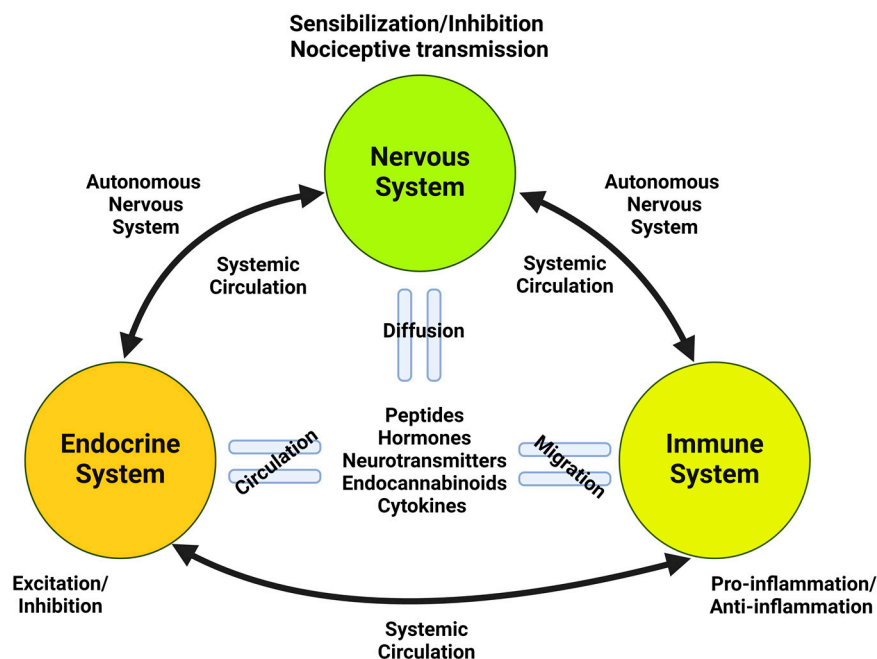 Sensibilization/Inhibition
Nociceptive transmission
Nervous
System
Autonomous
Nervous
System
Autonomous
Nervous
System
Systemic
Circulation
Systemic
Circulation
Diffusion
Endocrine
System
Circulation
Peptides
Hormones
Neurotransmitters
Endocannabinoids
Cytokines
Migration
Immune
System
Excitation/
Inhibition
Pro-inflammation/
Anti-inflammation
Systemic
Circulation